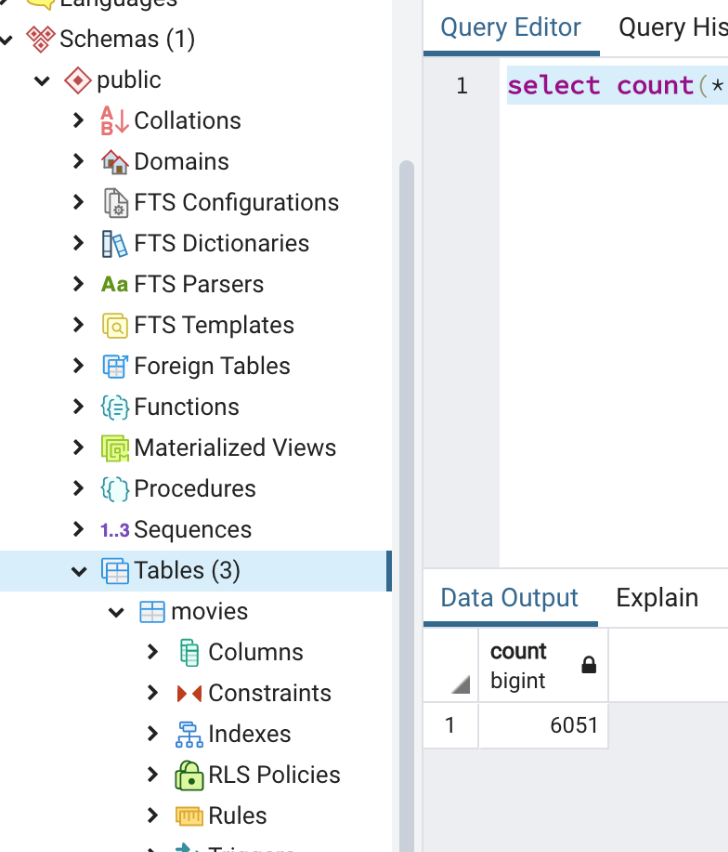 Languages
Schemas (1)
public
Collations
Domains
FTS Configurations
FTS Dictionaries
Aa FTS Parsers
FTS Templates
Foreign Tables
Functions
Materialized Views
Procedures
1..3 Sequences
Tables (3)
movies
Columns
Constraints
Indexes
RLS Policies
Rules
Triggers
Query Editor Query His
1 select count(*
Data Output Explain
count
bigint
1 6051